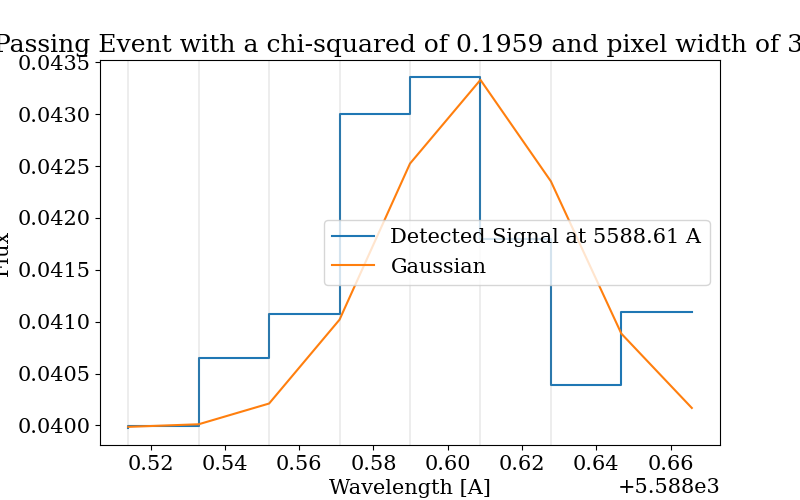 Passing Event with a chi-squared of 0.1959 and pixel width of 3
0.0435
0.0430
0.0425
0.0420
0.0415
0.0410
0.0405
0.0400
Flux
Detected Signal at 5588.61 A
Gaussian
0.52 0.54 0.56 0.58 0.60 0.62 0.64 0.66
Wavelength [A]
+5.588e3